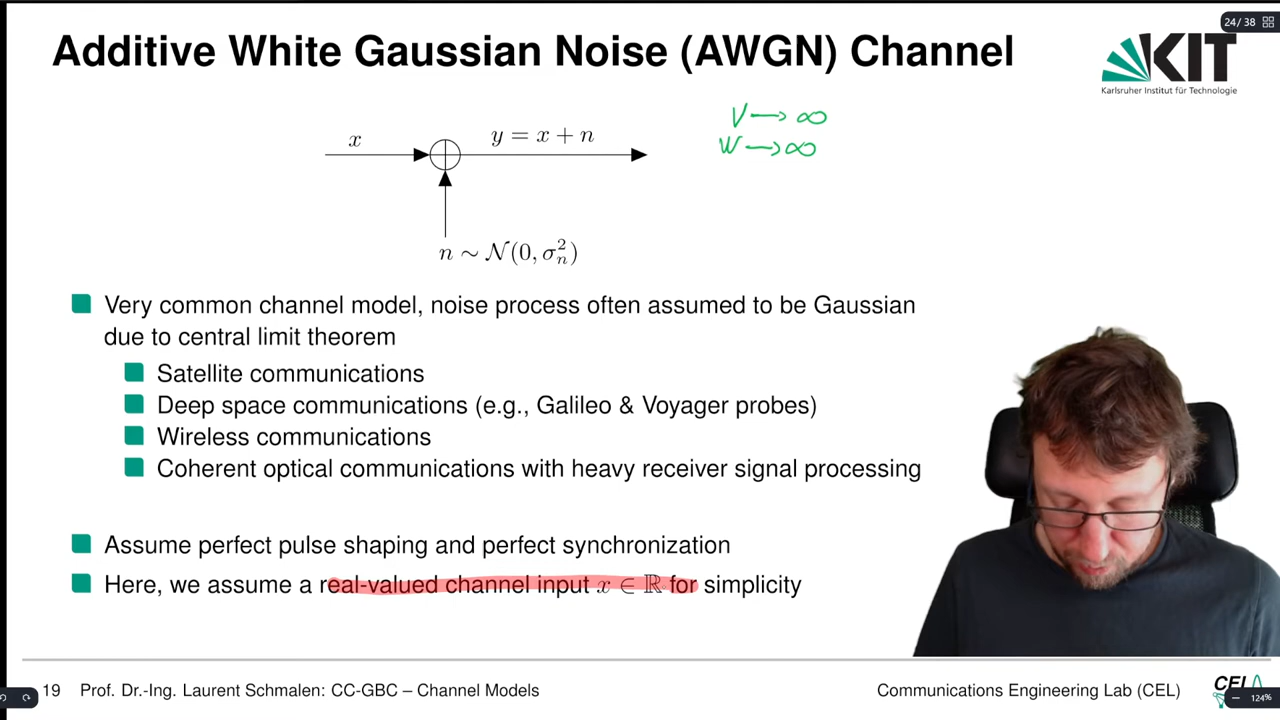 24/ 38
Additive White Gaussian Noise (AWGN) Channel
KIT
Karlsruher Institut für Technologie
x
y = x + n
V → ∞
W → ∞
n ∼ 𝒩(0, σ_n^2)
Very common channel model, noise process often assumed to be Gaussian
due to central limit theorem
Satellite communications
Deep space communications (e.g., Galileo & Voyager probes)
Wireless communications
Coherent optical communications with heavy receiver signal processing
Assume perfect pulse shaping and perfect synchronization
Here, we assume a real-valued channel input x ∈ ℝ for simplicity
19 Prof. Dr.-Ing. Laurent Schmalen: CC-GBC – Channel Models
Communications Engineering Lab (CEL)
CEL
124%